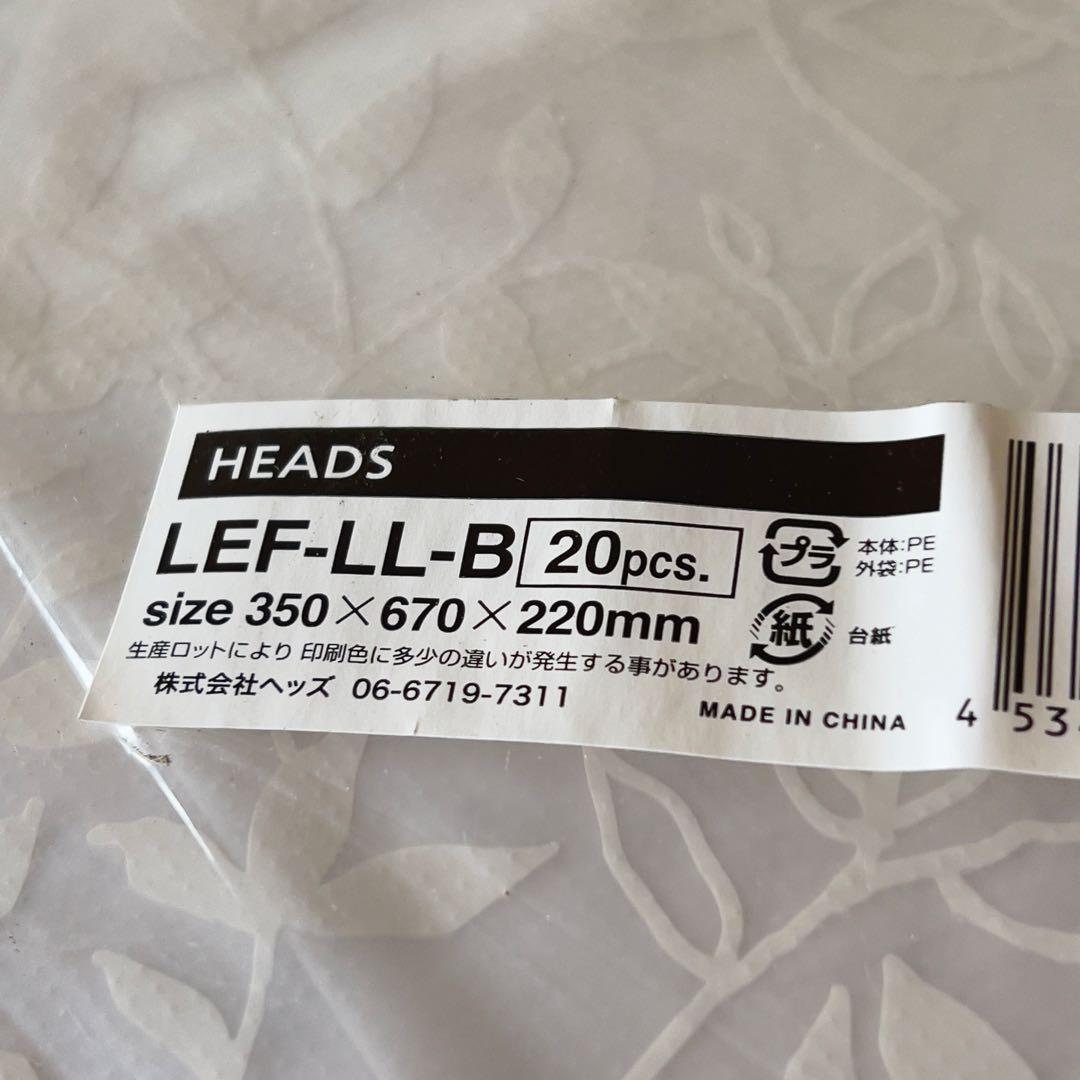 HEADS
LEF-LL-B 20pcs.
size 350×670×220mm
プラ 本体:PE
外袋:PE
紙 台紙
生産ロットにより 印刷色に多少の違いが発生する事があります。
株式会社ヘッズ 06-6719-7311
MADE IN CHINA
4 534